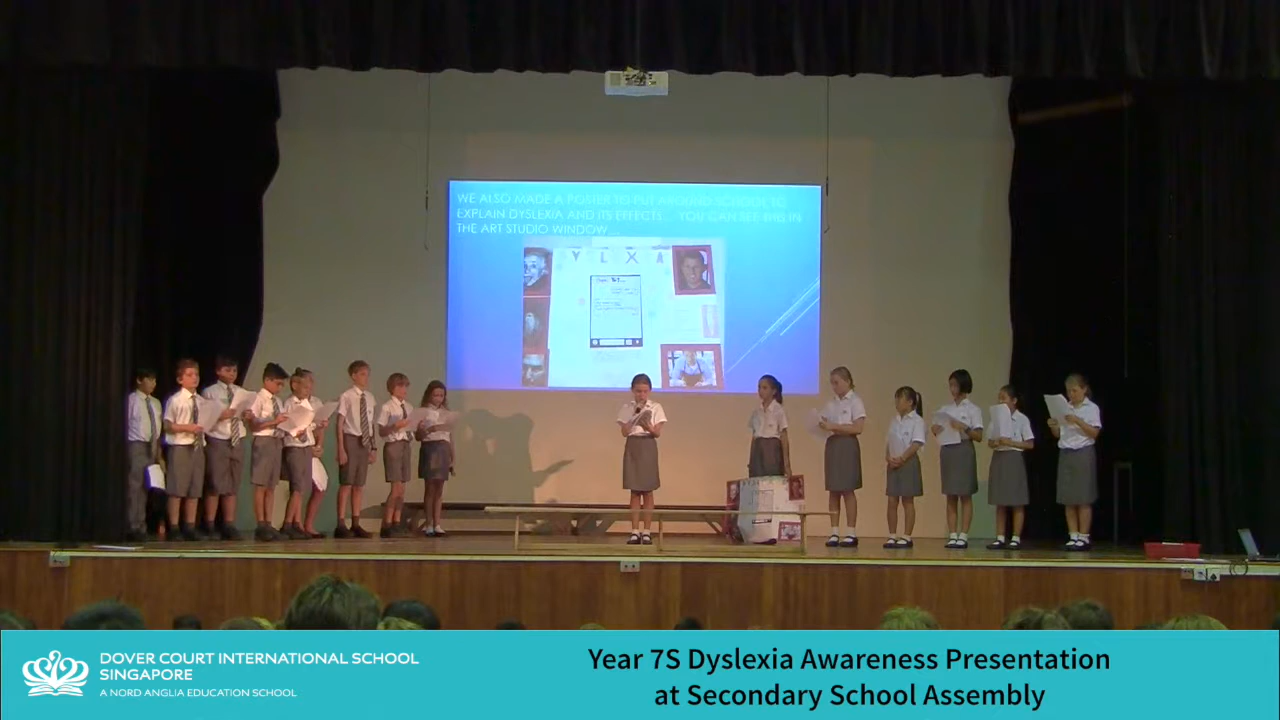 WE ALSO MADE A POSTER TO PUT AROUND SCHOOL TO
EXPLAIN DYSLEXIA AND ITS EFFECTS... YOU CAN SEE THIS IN
THE ART STUDIO WINDOW...
Y L X A
DOVER COURT INTERNATIONAL SCHOOL
SINGAPORE
A NORD ANGLIA EDUCATION SCHOOL
Year 7S Dyslexia Awareness Presentation
at Secondary School Assembly